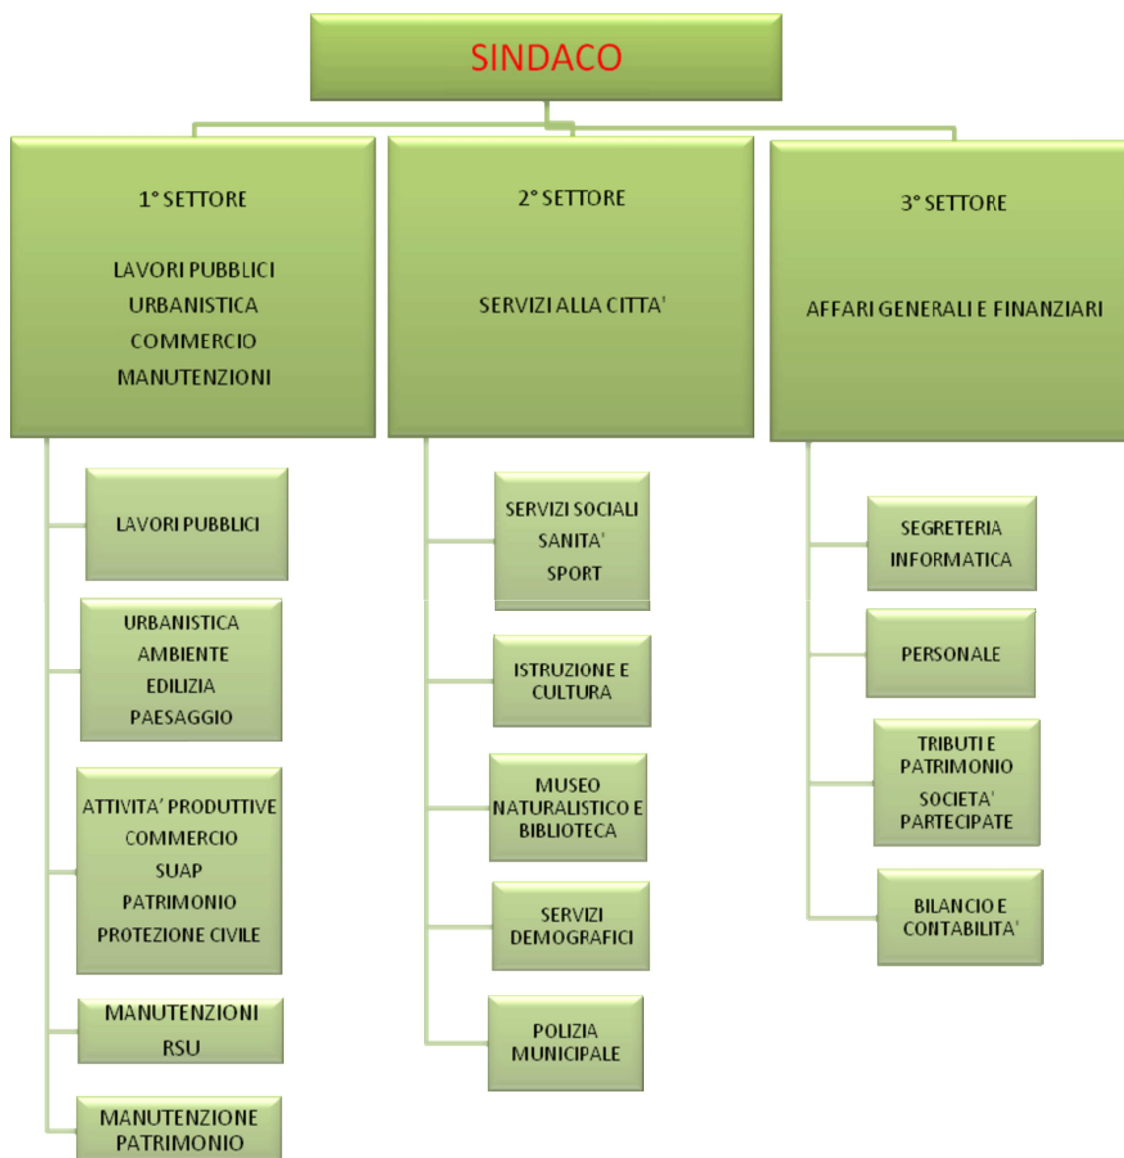 SINDACO
1° SETTORE
LAVORI PUBBLICI
URBANISTICA
COMMERCIO
MANUTENZIONI
2° SETTORE
SERVIZI ALLA CITTA'
3° SETTORE
AFFARI GENERALI E FINANZIARI
LAVORI PUBBLICI
URBANISTICA
AMBIENTE
EDILIZIA
PAESAGGIO
ATTIVITA' PRODUTTIVE
COMMERCIO
SUAP
PATRIMONIO
PROTEZIONE CIVILE
MANUTENZIONI
RSU
MANUTENZIONE
PATRIMONIO
SERVIZI SOCIALI
SANITA'
SPORT
ISTRUZIONE E
CULTURA
MUSEO
NATURALISTICO E
BIBLIOTECA
SERVIZI
DEMOGRAFICI
POLIZIA
MUNICIPALE
SEGRETERIA
INFORMATICA
PERSONALE
TRIBUTI E
PATRIMONIO
SOCIETA'
PARTECIPATE
BILANCIO E
CONTABILITA'